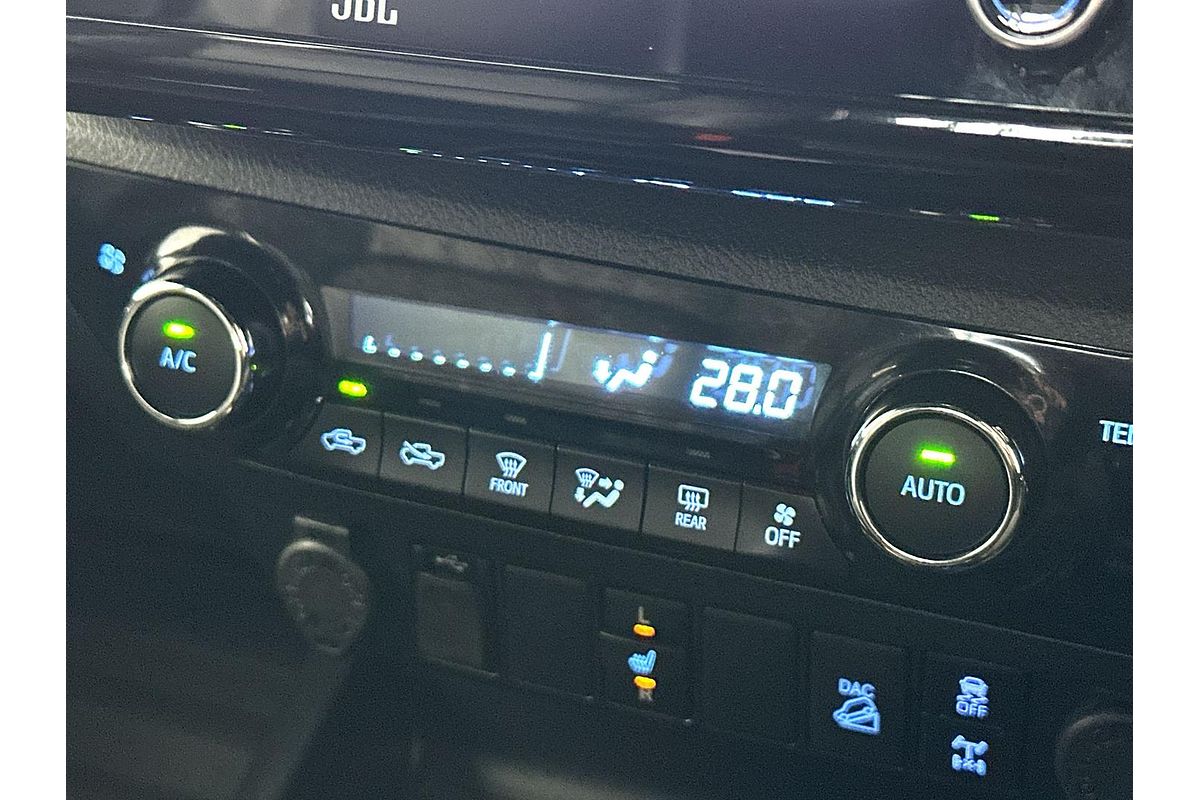 JBL
A/C
28.0
FRONT
REAR
OFF
AUTO
L
R
DAC
OFF